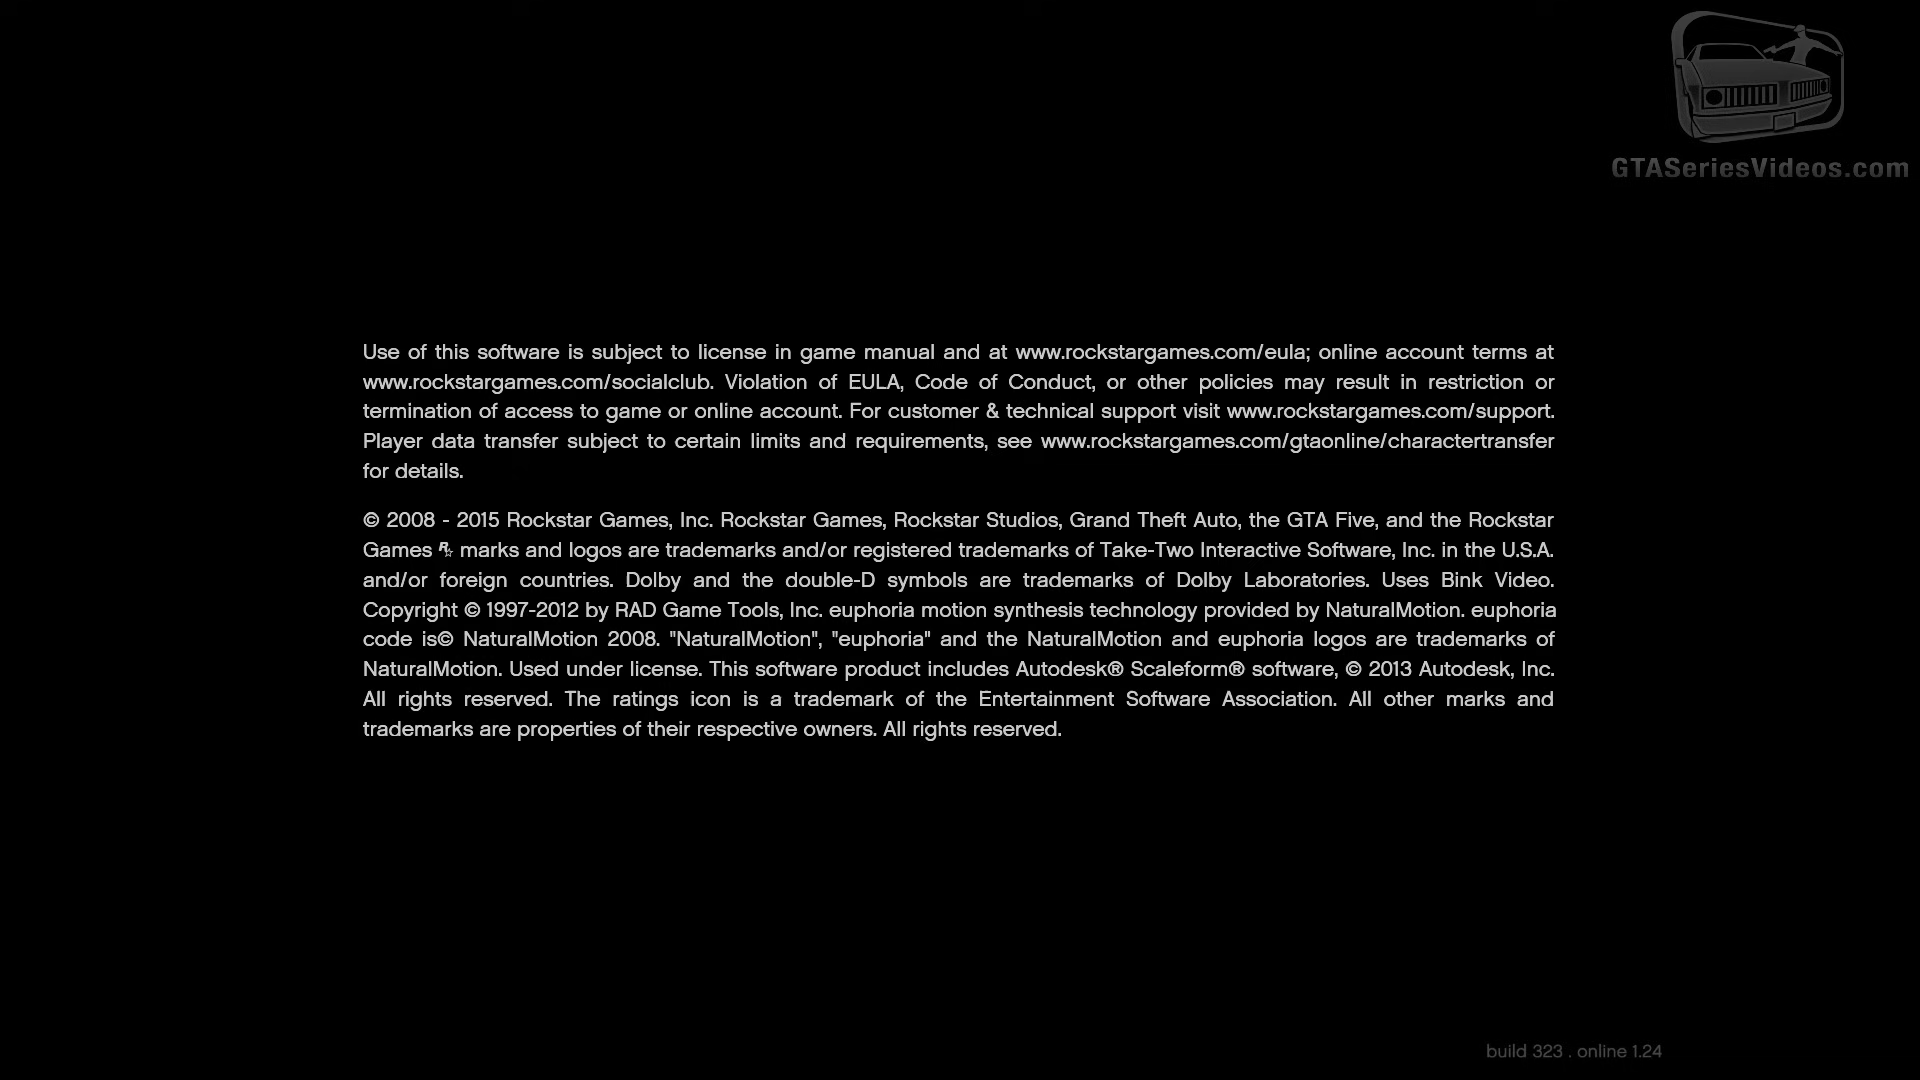 GTASeriesVideos.com
Use of this software is subject to license in game manual and at www.rockstargames.com/eula; online account terms at
www.rockstargames.com/socialclub. Violation of EULA, Code of Conduct, or other policies may result in restriction or
termination of access to game or online account. For customer & technical support visit www.rockstargames.com/support.
Player data transfer subject to certain limits and requirements, see www.rockstargames.com/gtaonline/charactertransfer
for details.
© 2008 - 2015 Rockstar Games, Inc. Rockstar Games, Rockstar Studios, Grand Theft Auto, the GTA Five, and the Rockstar
Games R* marks and logos are trademarks and/or registered trademarks of Take-Two Interactive Software, Inc. in the U.S.A.
and/or foreign countries. Dolby and the double-D symbols are trademarks of Dolby Laboratories. Uses Bink Video.
Copyright © 1997-2012 by RAD Game Tools, Inc. euphoria motion synthesis technology provided by NaturalMotion. euphoria
code is© NaturalMotion 2008. "NaturalMotion", "euphoria" and the NaturalMotion and euphoria logos are trademarks of
NaturalMotion. Used under license. This software product includes Autodesk® Scaleform® software, © 2013 Autodesk, Inc.
All rights reserved. The ratings icon is a trademark of the Entertainment Software Association. All other marks and
trademarks are properties of their respective owners. All rights reserved.
build 323 . online 1.24